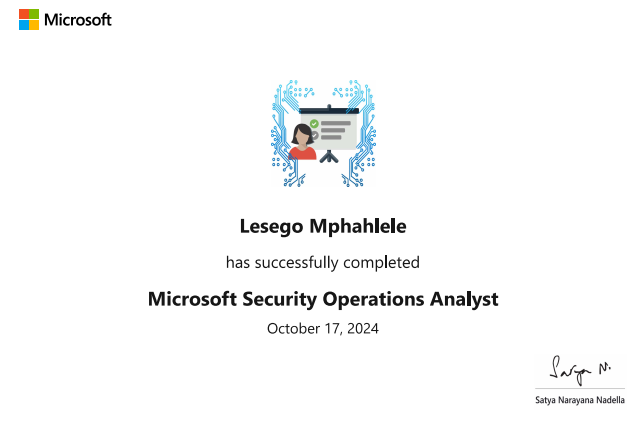 Microsoft
Lesego Mphahlele
has successfully completed
Microsoft Security Operations Analyst
October 17, 2024
Satya N.
Satya Narayana Nadella